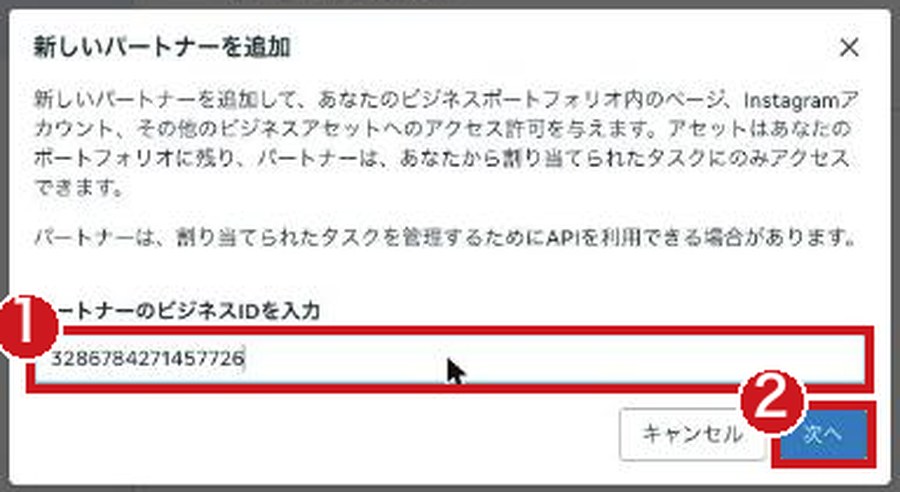 新しいパートナーを追加
新しいパートナーを追加して、あなたのビジネスポートフォリオ内のページ、Instagramア
カウント、その他のビジネスアセットへのアクセス許可を与えます。アセットはあなたの
ポートフォリオに残り、パートナーは、あなたから割り当てられたタスクにのみアクセス
できます。
パートナーは、割り当てられたタスクを管理するためにAPIを利用できる場合があります。
1
ートナーのビジネスIDを入力
3286784271457726
2
キャンセル
次へ